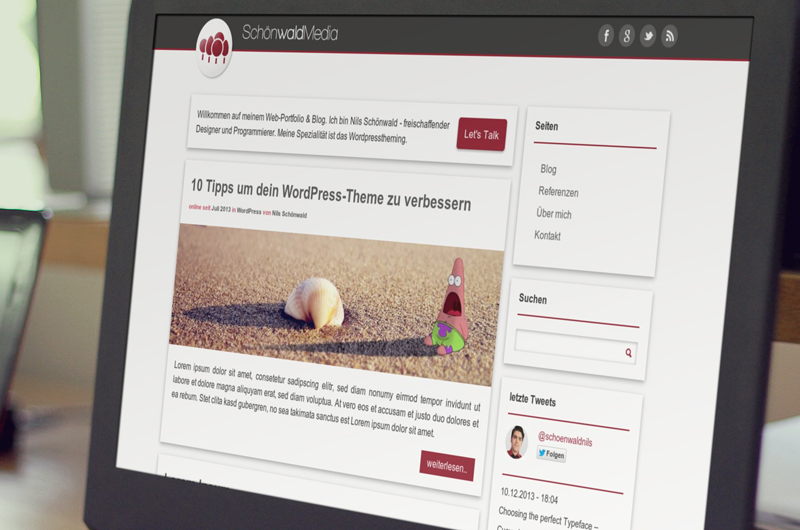 SchönwaldMedia
Willkommen auf meinem Web-Portfolio & Blog. Ich bin Nils Schönwald - freischaffender
Designer und Programmierer. Meine Spezialität ist das Wordpresstheming.
Let's Talk
10 Tipps um dein WordPress-Theme zu verbessern
online seit Juli 2013 in WordPress von Nils Schönwald
Lorem ipsum dolor sit amet, consetetur sadipscing elitr, sed diam nonumy eirmod tempor invidunt ut
labore et dolore magna aliquyam erat, sed diam voluptua. At vero eos et accusam et justo duo dolores et
ea rebum. Stet clita kasd gubergren, no sea takimata sanctus est Lorem ipsum dolor sit amet.
weiterlesen..
Seiten
Blog
Referenzen
Über mich
Kontakt
Suchen
letzte Tweets
@schoenwaldnils
Folgen
10.12.2013 - 18:04
Choosing the perfect Typeface –